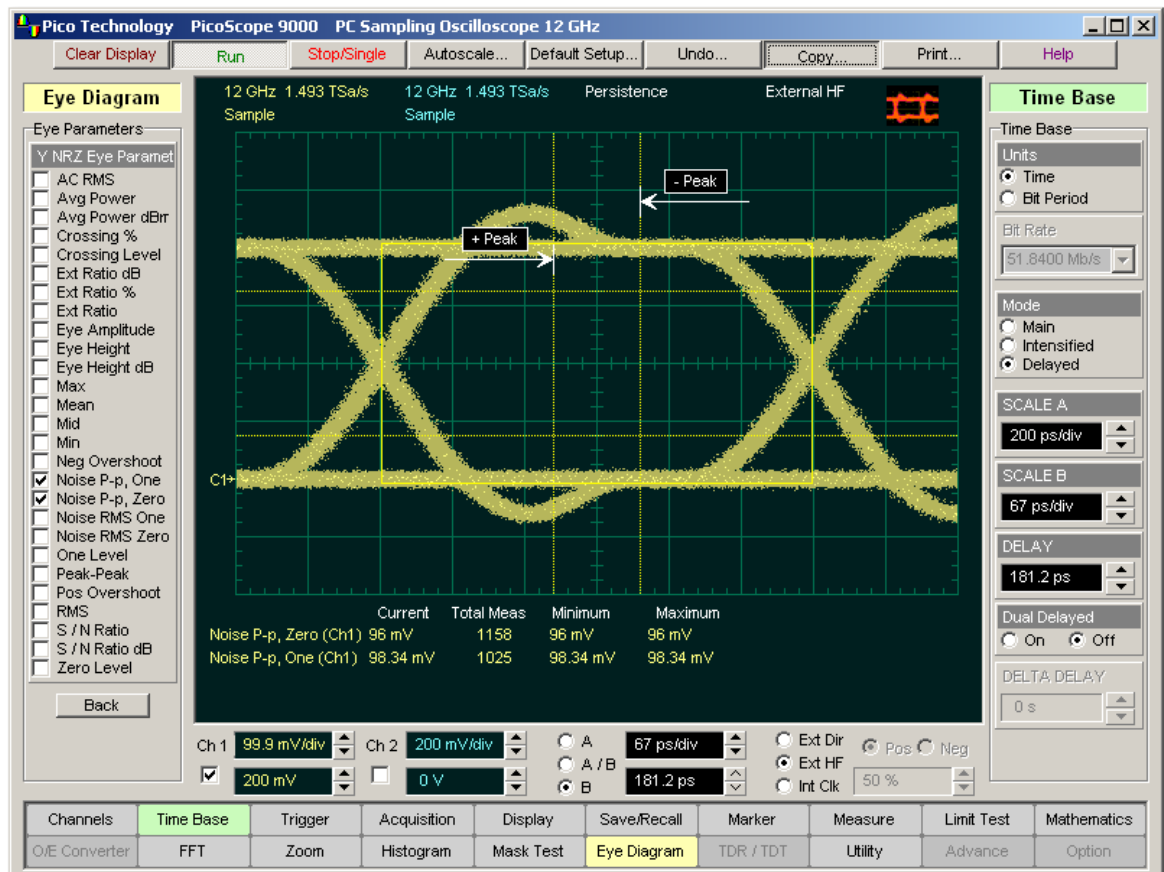 Pico Technology PicoScope 9000 PC Sampling Oscilloscope 12 GHz
Clear Display Run Stop/Single Autoscale... Default Setup... Undo... Copy... Print... Help
Eye Diagram
Eye Parameters
Y NRZ Eye Paramet
AC RMS
Avg Power
Avg Power dBm
Crossing %
Crossing Level
Ext Ratio dB
Ext Ratio %
Ext Ratio
Eye Amplitude
Eye Height
Eye Height dB
Max
Mean
Mid
Min
Neg Overshoot
Noise P-p, One
Noise P-p, Zero
Noise RMS One
Noise RMS Zero
One Level
Peak-Peak
Pos Overshoot
RMS
S / N Ratio
S / N Ratio dB
Zero Level
Back
12 GHz 1.493 TSa/s 12 GHz 1.493 TSa/s Persistence External HF
Sample Sample
- Peak
+ Peak
C1
Current Total Meas Minimum Maximum
Noise P-p, Zero (Ch1) 96 mV 1158 96 mV 96 mV
Noise P-p, One (Ch1) 98.34 mV 1025 98.34 mV 98.34 mV
Time Base
Time Base
Units
Time
Bit Period
Bit Rate
51.8400 Mb/s
Mode
Main
Intensified
Delayed
SCALE A
200 ps/div
SCALE B
67 ps/div
DELAY
181.2 ps
Dual Delayed
On Off
DELTA DELAY
0 s
Ch 1 99.9 mV/div Ch 2 200 mV/div A 67 ps/div Ext Dir Pos Neg
A / B Ext HF
200 mV 0 V B 181.2 ps Int Clk 50 %
Channels Time Base Trigger Acquisition Display Save/Recall Marker Measure Limit Test Mathematics
O/E Converter FFT Zoom Histogram Mask Test Eye Diagram TDR / TDT Utility Advance Option